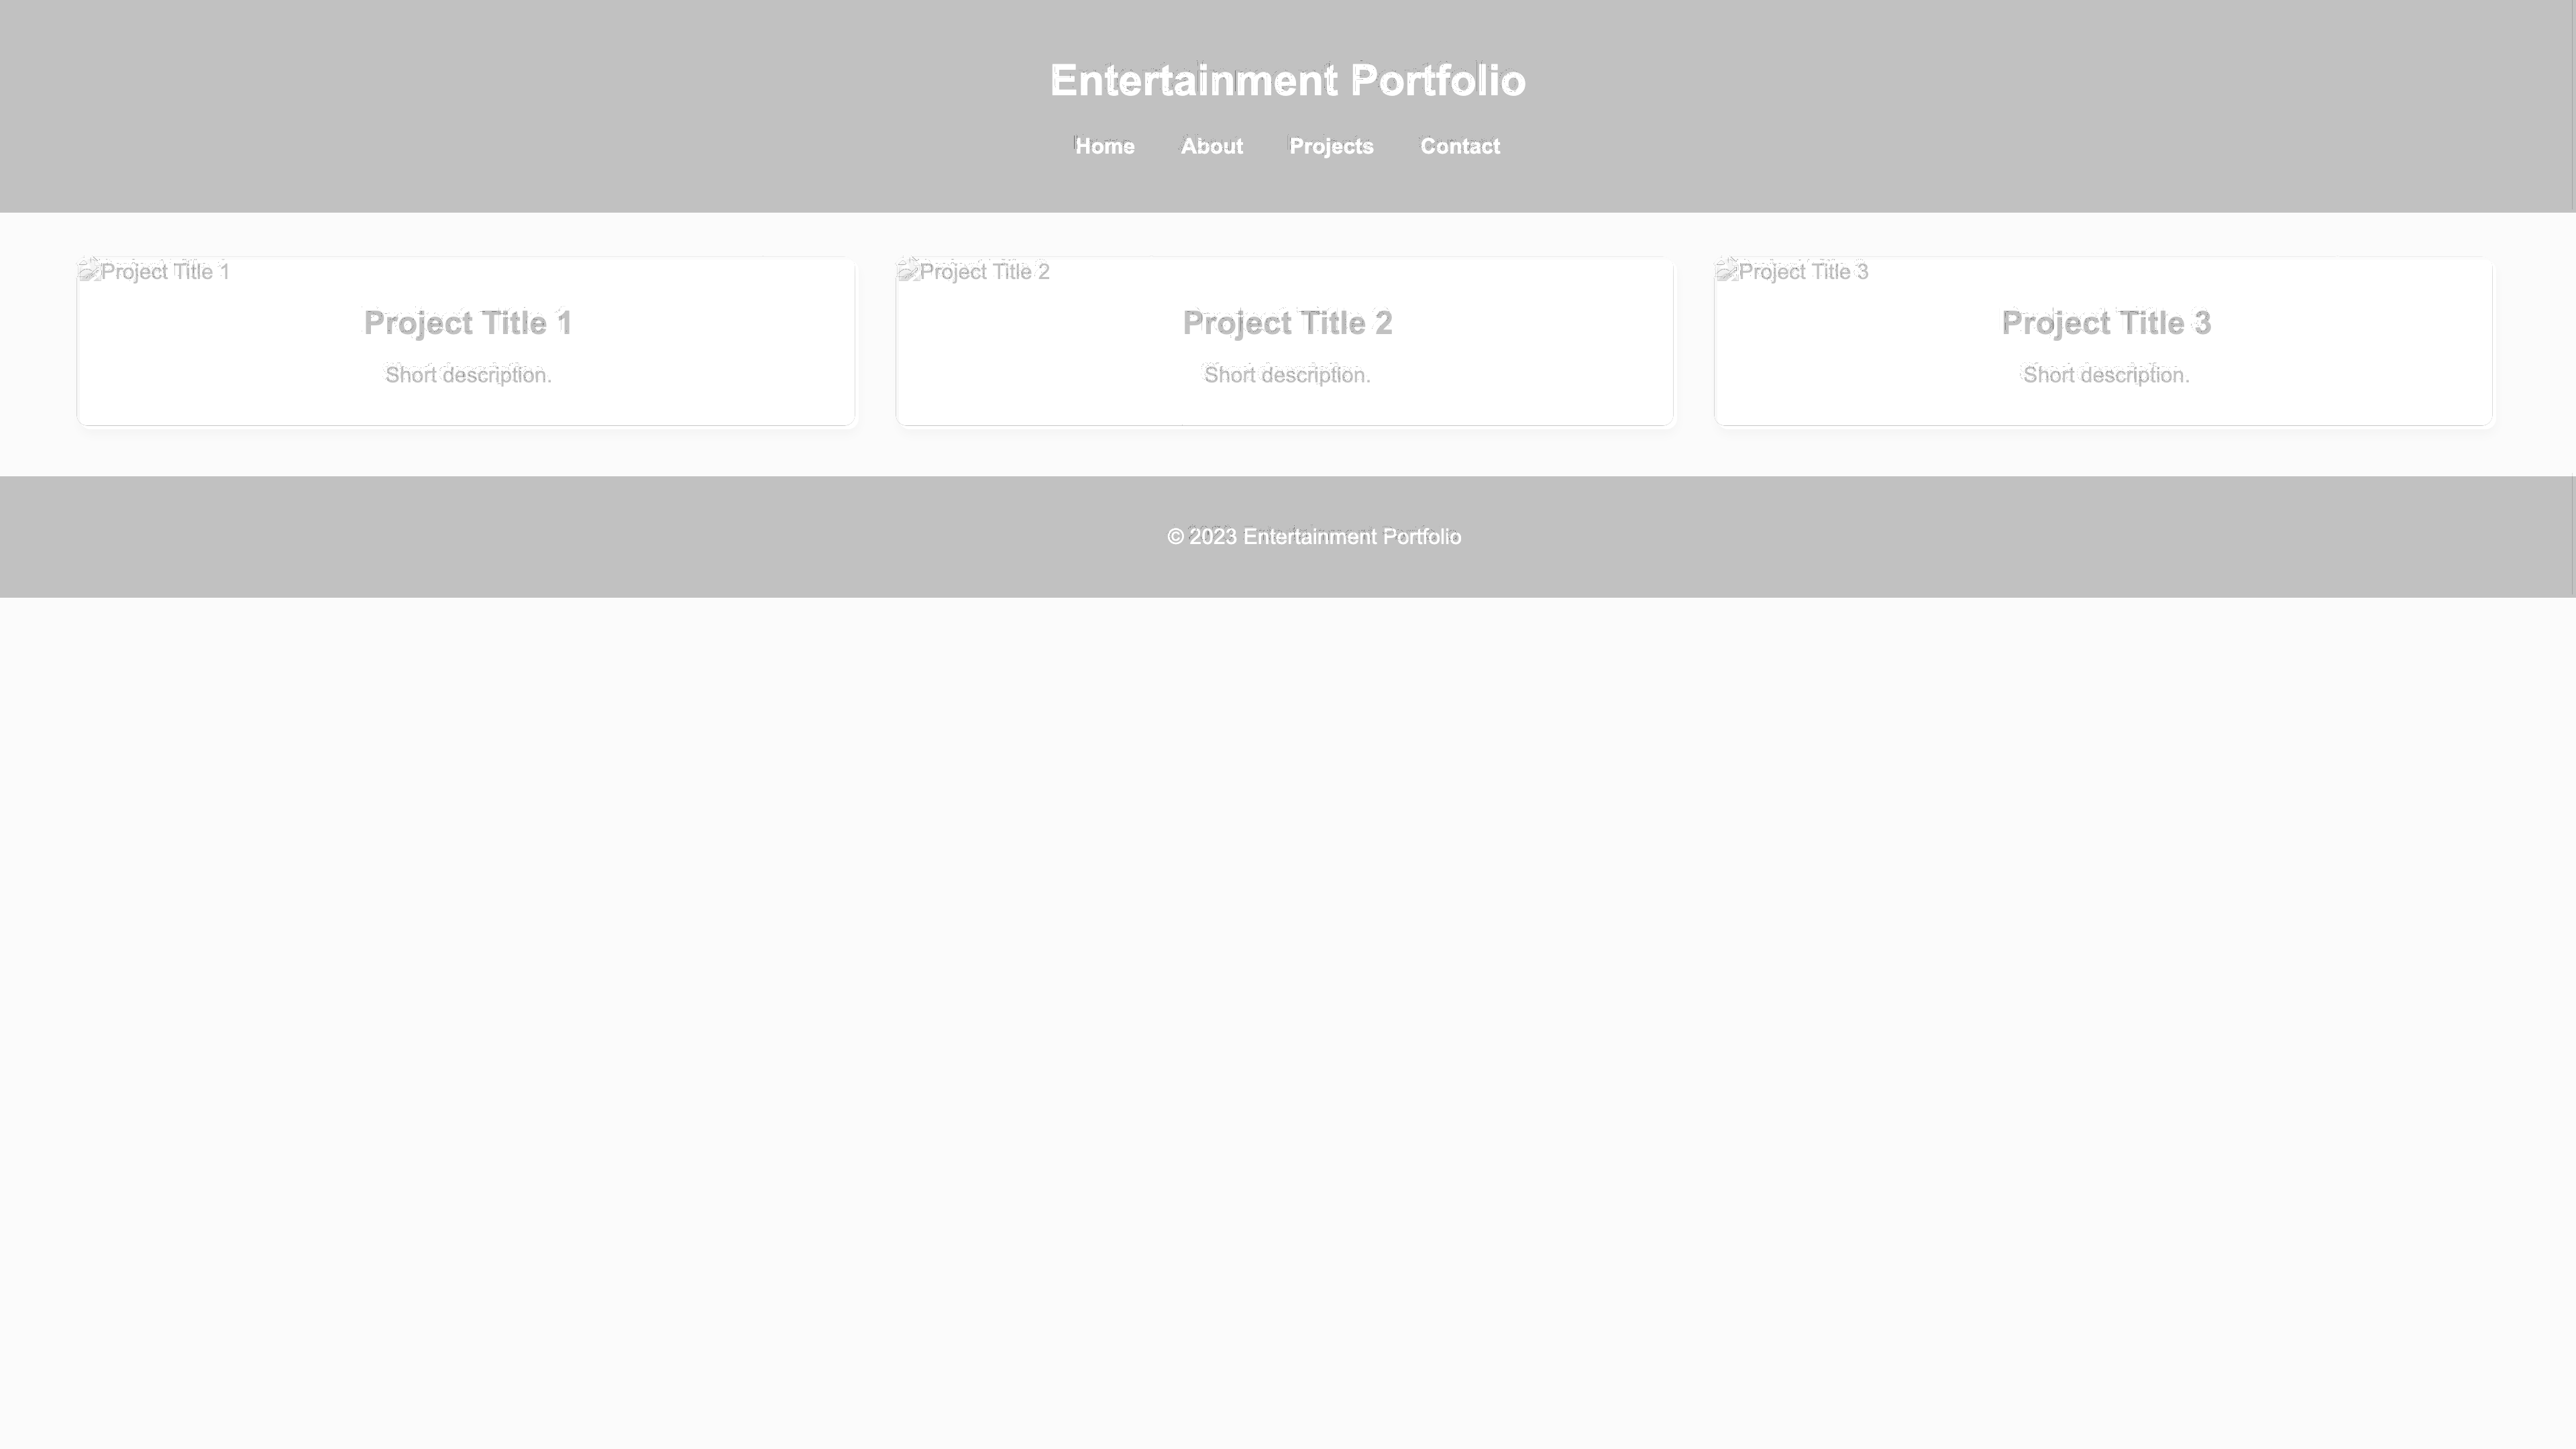 Entertainment Portfolio
Home About Projects Contact
Project Title 1 Project Title 2 Project Title 3
Project Title 1 Project Title 2 Project Title 3
Short description. Short description. Short description.
© 2023 Entertainment Portfolio